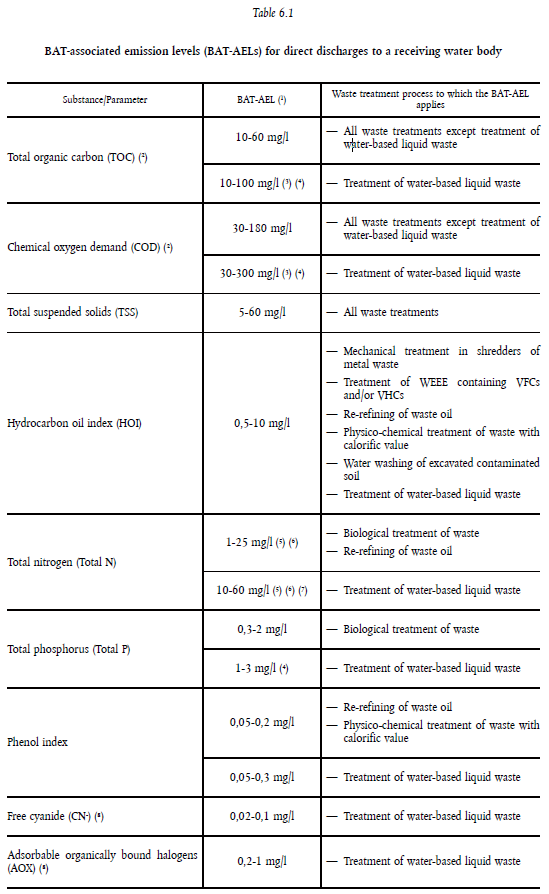 Table 6.1
BAT-associated emission levels (BAT-AELs) for direct discharges to a receiving water body
Substance/Parameter
BAT-AEL (¹)
Waste treatment process to which the BAT-AEL
applies
Total organic carbon (TOC) (²)
10-60 mg/l
— All waste treatments except treatment of
water-based liquid waste
10-100 mg/l (³) (⁴)
— Treatment of water-based liquid waste
Chemical oxygen demand (COD) (²)
30-180 mg/l
— All waste treatments except treatment of
water-based liquid waste
30-300 mg/l (³) (⁴)
— Treatment of water-based liquid waste
Total suspended solids (TSS)
5-60 mg/l
— All waste treatments
Hydrocarbon oil index (HOI)
0,5-10 mg/l
— Mechanical treatment in shredders of
metal waste
— Treatment of WEEE containing VFCs
and/or VHCs
— Re-refining of waste oil
— Physico-chemical treatment of waste with
calorific value
— Water washing of excavated contaminated
soil
— Treatment of water-based liquid waste
Total nitrogen (Total N)
1-25 mg/l (⁵) (⁶)
— Biological treatment of waste
— Re-refining of waste oil
10-60 mg/l (⁵) (⁶) (⁷)
— Treatment of water-based liquid waste
Total phosphorus (Total P)
0,3-2 mg/l
— Biological treatment of waste
1-3 mg/l (⁴)
— Treatment of water-based liquid waste
Phenol index
0,05-0,2 mg/l
— Re-refining of waste oil
— Physico-chemical treatment of waste with
calorific value
0,05-0,3 mg/l
— Treatment of water-based liquid waste
Free cyanide (CN-) (⁸)
0,02-0,1 mg/l
— Treatment of water-based liquid waste
Adsorbable organically bound halogens
(AOX) (⁸)
0,2-1 mg/l
— Treatment of water-based liquid waste